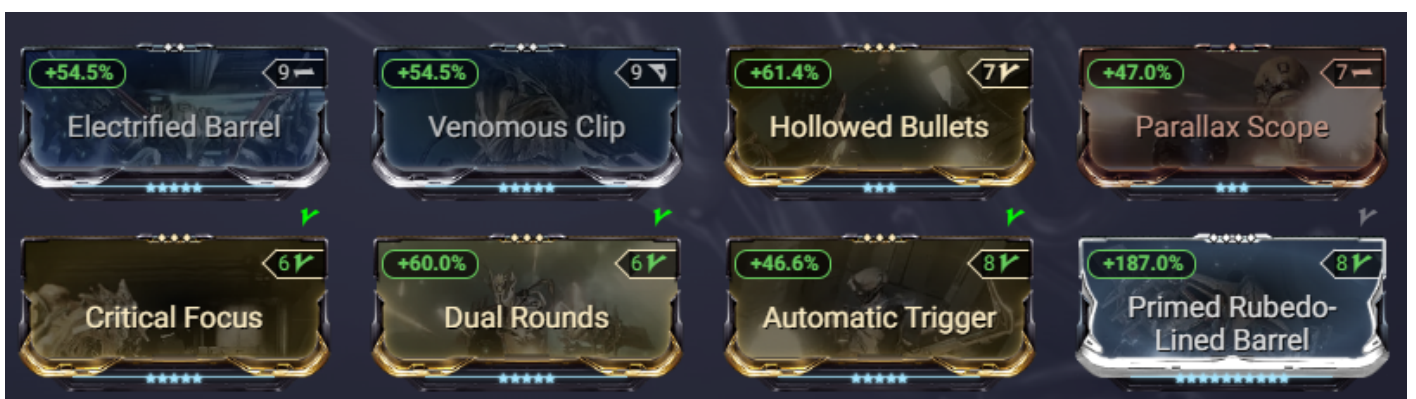 +54.5% 9
Electrified Barrel
+54.5% 9
Venomous Clip
+61.4% 7
Hollowed Bullets
+47.0% 7
Parallax Scope
6
Critical Focus
+60.0% 6
Dual Rounds
+46.6% 8
Automatic Trigger
+187.0% 8
Primed Rubedo-
Lined Barrel